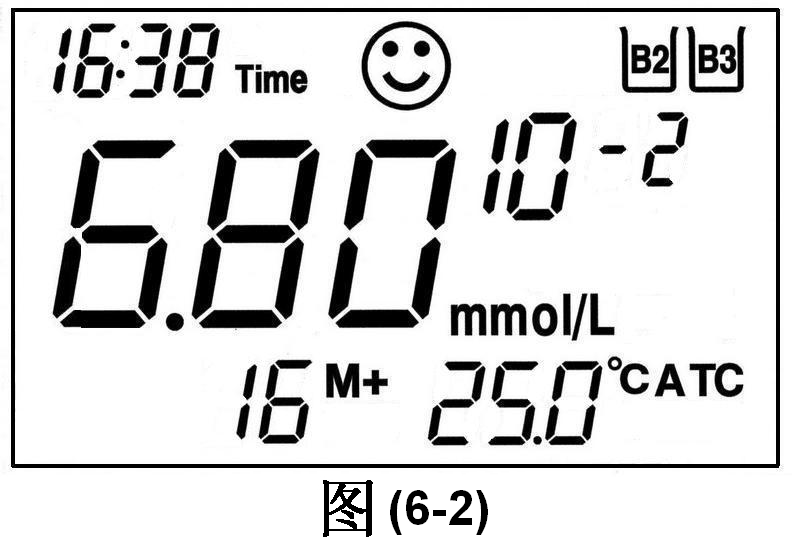 16:38 Time B2 B3
6.80 10 -2
mmol/L
16 M+ 25.0 °C ATC
图 (6-2)